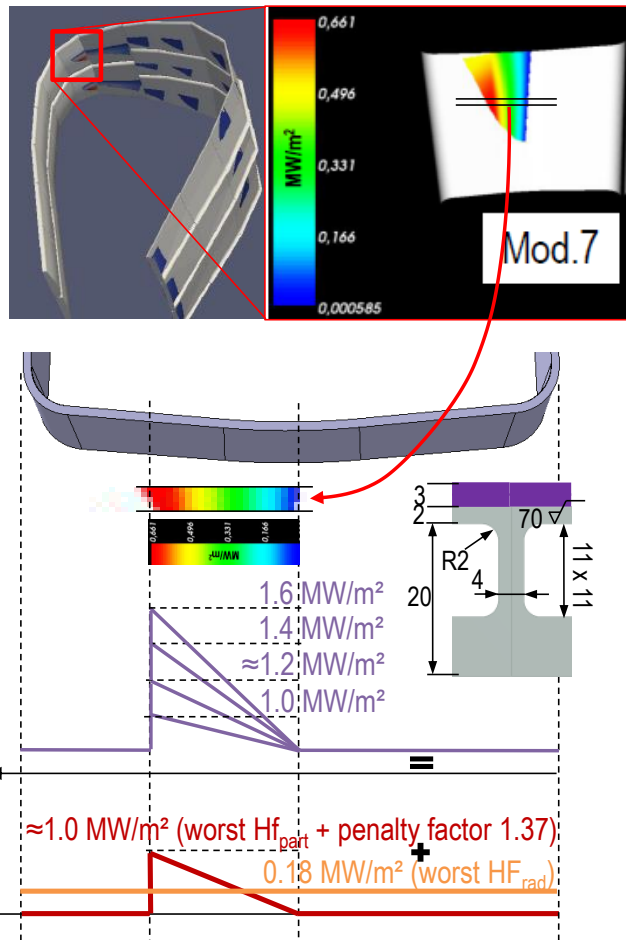 0,661
0,496
0,331
0,166
0,000585
MW/m²
Mod.7
3
2
70
R2
4
20
11 x 11
0,661
0,496
0,331
0,166
MW/m²
1.6 MW/m²
1.4 MW/m²
≈1.2 MW/m²
1.0 MW/m²
=
≈1.0 MW/m² (worst Hf_part + penalty factor 1.37)
+
0.18 MW/m² (worst HF_rad)